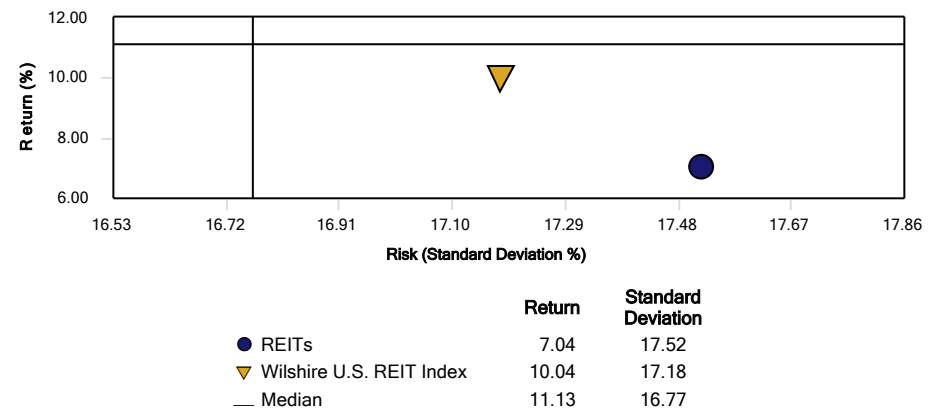 12.00
10.00
8.00
6.00
Return (%)
16.53 16.72 16.91 17.10 17.29 17.48 17.67 17.86
Risk (Standard Deviation %)
Return Standard Deviation
REITs 7.04 17.52
Wilshire U.S. REIT Index 10.04 17.18
Median 11.13 16.77